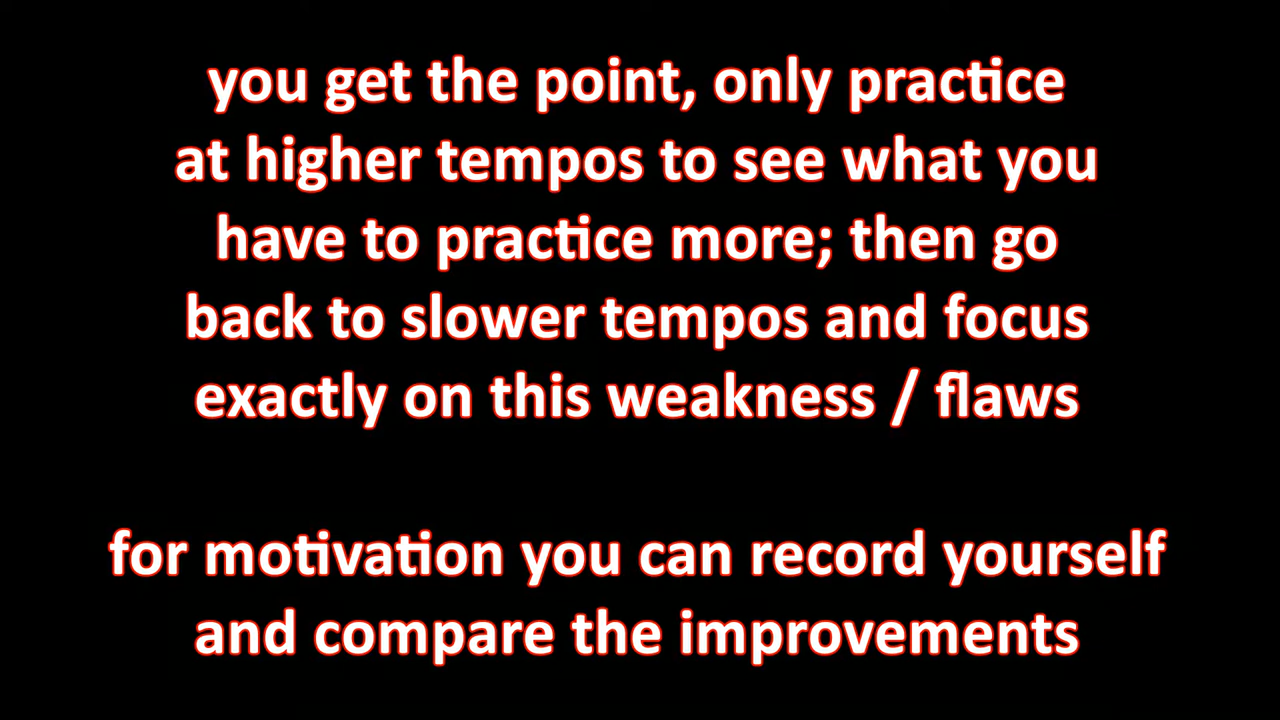 you get the point, only practice
at higher tempos to see what you
have to practice more; then go
back to slower tempos and focus
exactly on this weakness / flaws
for motivation you can record yourself
and compare the improvements